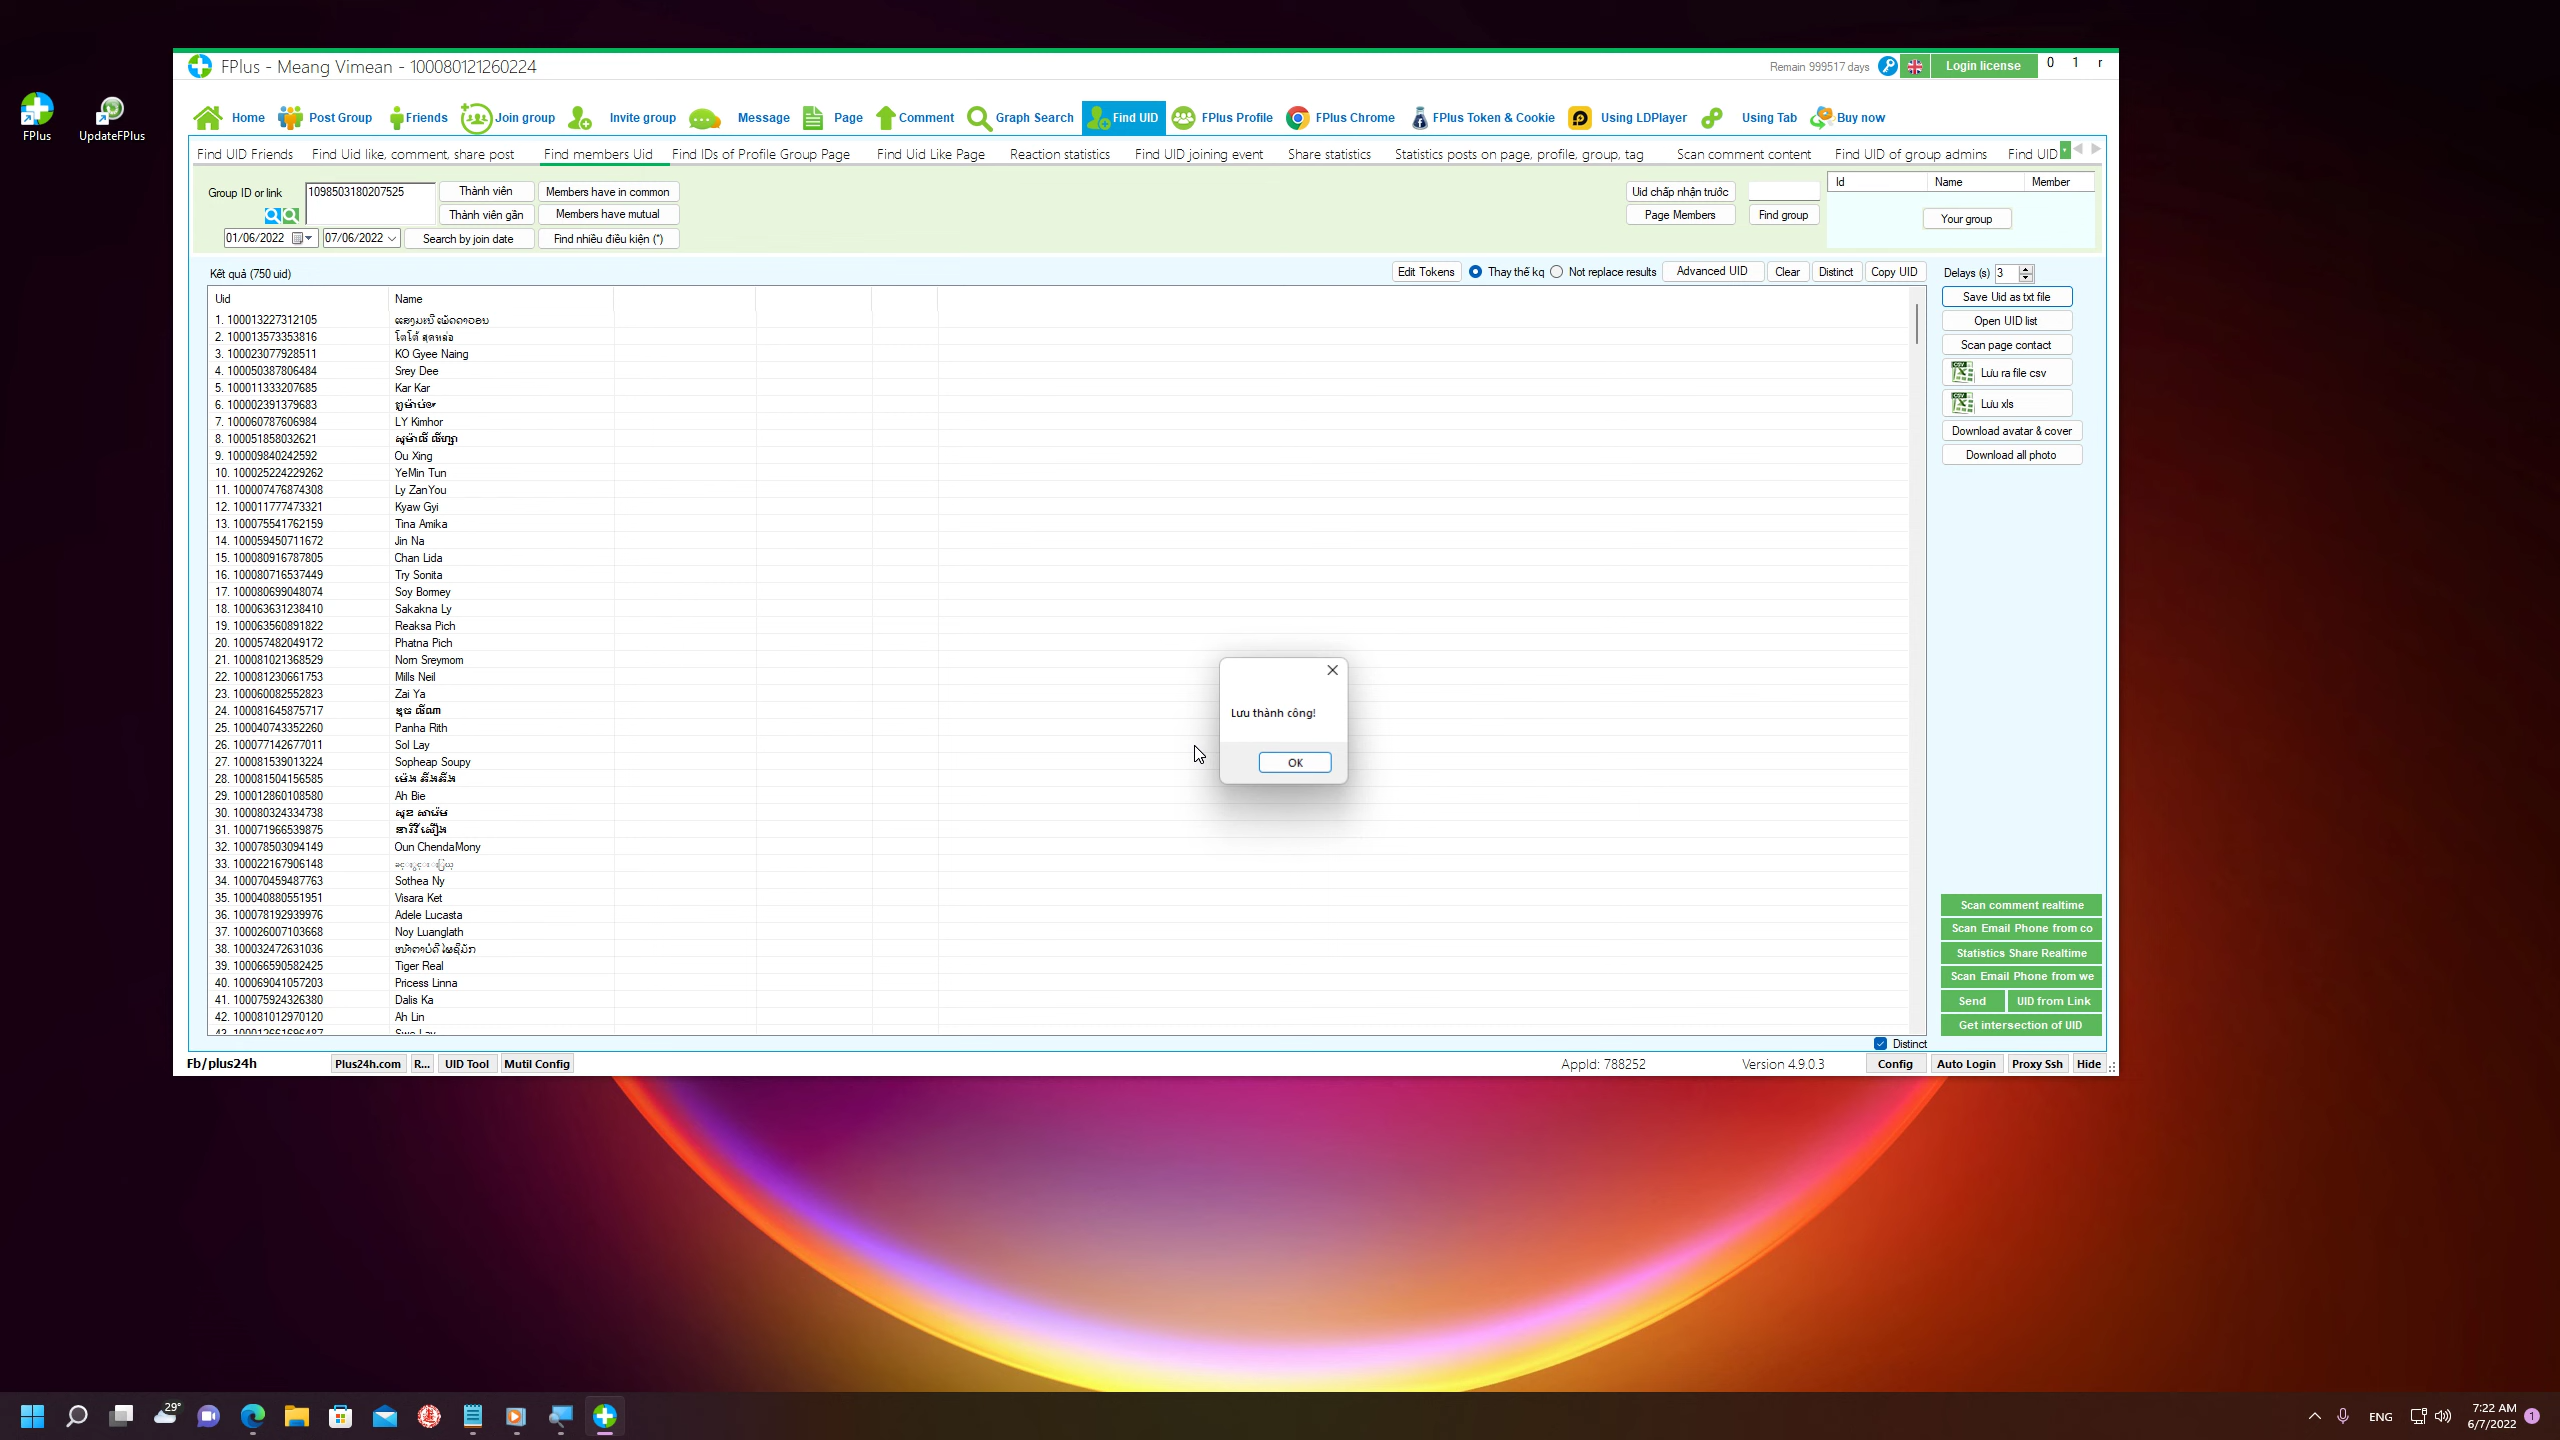 FPlus - Meang Vimean - 100080121260224
Remain 999517 days
Login license
0 1 r
FPlus
UpdateFPlus
Home Post Group Friends Join group Invite group Message Page Comment Graph Search Find UID FPlus Profile FPlus Chrome FPlus Token & Cookie Using LDPlayer Using Tab Buy now
Find UID Friends Find Uid like, comment, share post Find members Uid Find IDs of Profile Group Page Find Uid Like Page Reaction statistics Find UID joining event Share statistics Statistics posts on page, profile, group, tag Scan comment content Find UID of group admins Find UID
Group ID or link 1098503180207525 Thành viên Members have in common Uid chấp nhận trước Id Name Member
Thành viên gần Members have mutual Page Members Find group Your group
01/06/2022 07/06/2022 Search by join date Find nhiều điều kiện (*)
Kết quả (750 uid) Edit Tokens Thay thế kq Not replace results Advanced UID Clear Distinct Copy UID Delays (s) 3
Uid Name
1. 100013227312105
2. 100013573353816
3. 100023077928511 KO Gyee Naing
4. 100050387806484 Srey Dee
5. 100011333207685 Kar Kar
6. 100002391379683
7. 100060787606984 LY Kimhor
8. 100051858032621
9. 100009840242592 Ou Xing
10. 100025224229262 YeMin Tun
11. 100007476874308 Ly ZanYou
12. 100011777473321 Kyaw Gyi
13. 100075541762159 Tina Amika
14. 100059450711672 Jin Na
15. 100080916787805 Chan Lida
16. 100080716537449 Try Sonita
17. 100080699048074 Soy Bormey
18. 100063631238410 Sakakna Ly
19. 100063560891822 Reaksa Pich
20. 100057482049172 Phatna Pich
21. 100081021368529 Norn Sreymom
22. 100081230661753 Mills Neil
23. 100060082552823 Zai Ya
24. 100081645875717
25. 100040743352260 Panha Rith
26. 100077142677011 Sol Lay
27. 100081539013224 Sopheap Soupy
28. 100081504156585
29. 100012860108580 Ah Bie
30. 100080324334738
31. 100071966539875
32. 100078503094149 Oun ChendaMony
33. 100022167906148
34. 100070459487763 Sothea Ny
35. 100040880551951 Visara Ket
36. 100078192939976 Adele Lucasta
37. 100026007103668 Noy Luanglath
38. 100032472631036
39. 100066590582425 Tiger Real
40. 100069041057203 Pricess Linna
41. 100075924326380 Dalis Ka
42. 100081012970120 Ah Lin
Lưu thành công!
OK
Save Uid as txt file
Open UID list
Scan page contact
Lưu ra file csv
Lưu xls
Download avatar & cover
Download all photo
Scan comment realtime
Scan Email Phone from co
Statistics Share Realtime
Scan Email Phone from we
Send UID from Link
Get intersection of UID
Distinct
Fb/plus24h Plus24h.com R... UID Tool Mutil Config AppId: 788252 Version 4.9.0.3 Config Auto Login Proxy Ssh Hide
29°
ENG
7:22 AM
6/7/2022
1